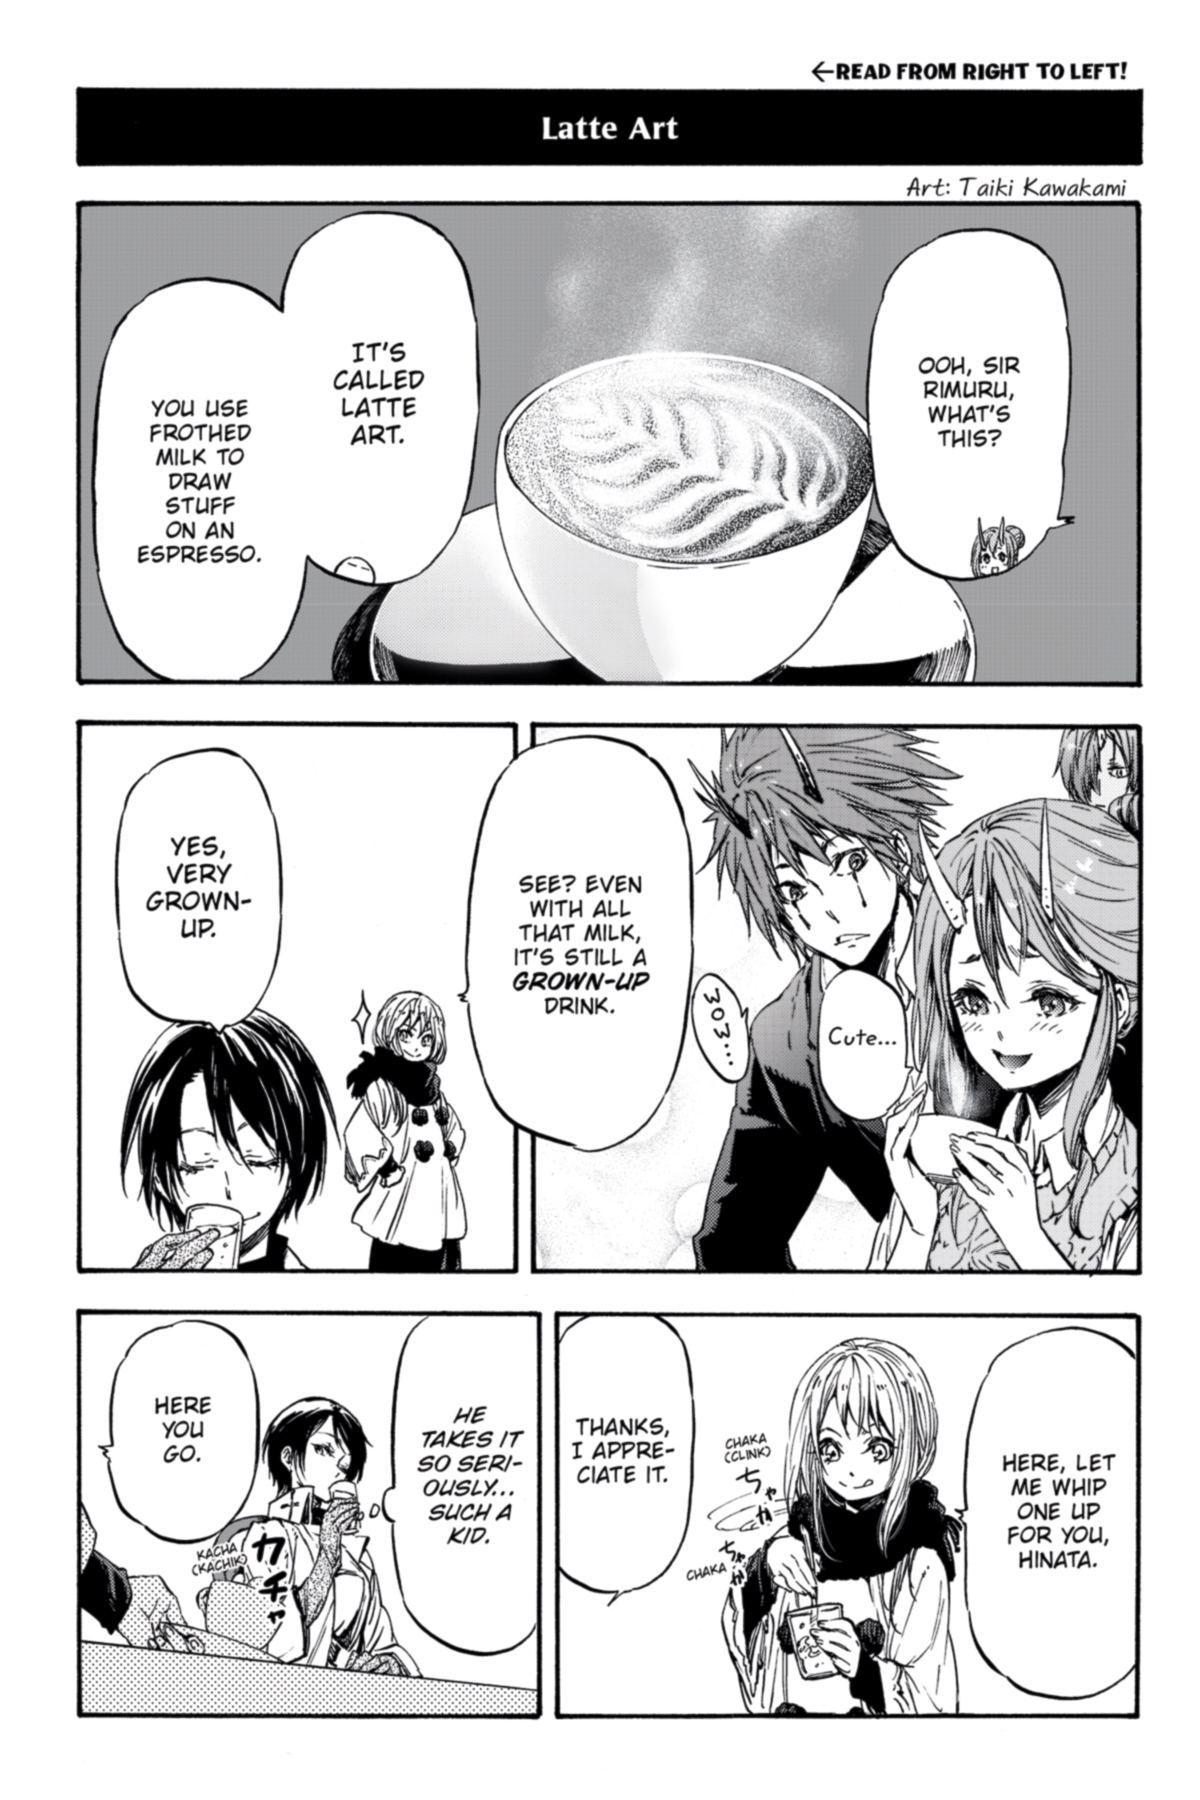 ←READ FROM RIGHT TO LEFT!
Latte Art
Art: Taiki Kawakami
OOH, SIR
RIMURU,
WHAT'S
THIS?
IT'S
CALLED
LATTE
ART.
YOU USE
FROTHED
MILK TO
DRAW
STUFF
ON AN
ESPRESSO.
Cute...
SEE? EVEN
WITH ALL
THAT MILK,
IT'S STILL A
GROWN-UP
DRINK.
YES,
VERY
GROWN-
UP.
HERE, LET
ME WHIP
ONE UP
FOR YOU,
HINATA.
CHAKA
(CLINK)
ちゃか
CHAKA
ちゃか
THANKS,
I APPRE-
CIATE IT.
HE
TAKES IT
SO SERI-
OUSLY...
SUCH A
KID.
HERE
YOU
GO.
KACHA
(KACHIK)
カチャ